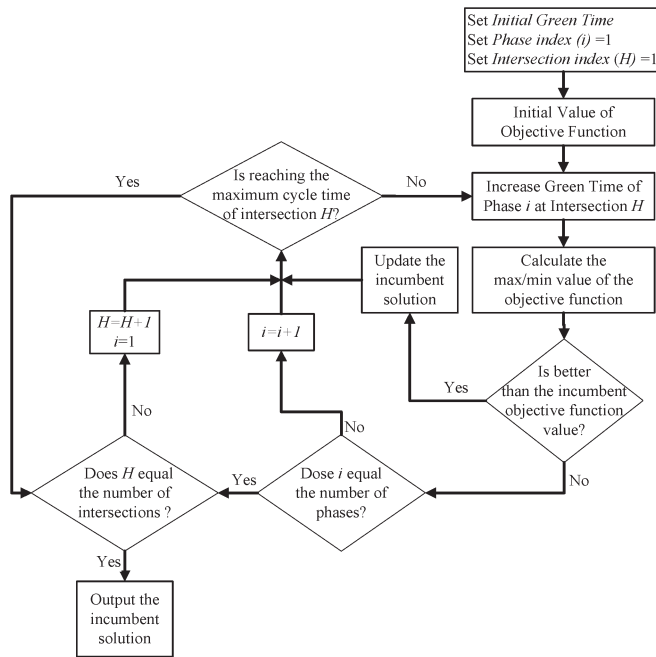 Set Initial Green Time
Set Phase index (i) =1
Set Intersection index (H) =1
Initial Value of
Objective Function
Is reaching the
maximum cycle time
of intersection H?
Yes
No
Increase Green Time of
Phase i at Intersection H
Update the
incumbent
solution
Calculate the
max/min value of the
objective function
H=H+1
i=1
i=i+1
Is better
than the incumbent
objective function
value?
Yes
No
No
No
Does H equal
the number of
intersections ?
Yes
Dose i equal
the number of
phases?
Yes
Output the
incumbent
solution